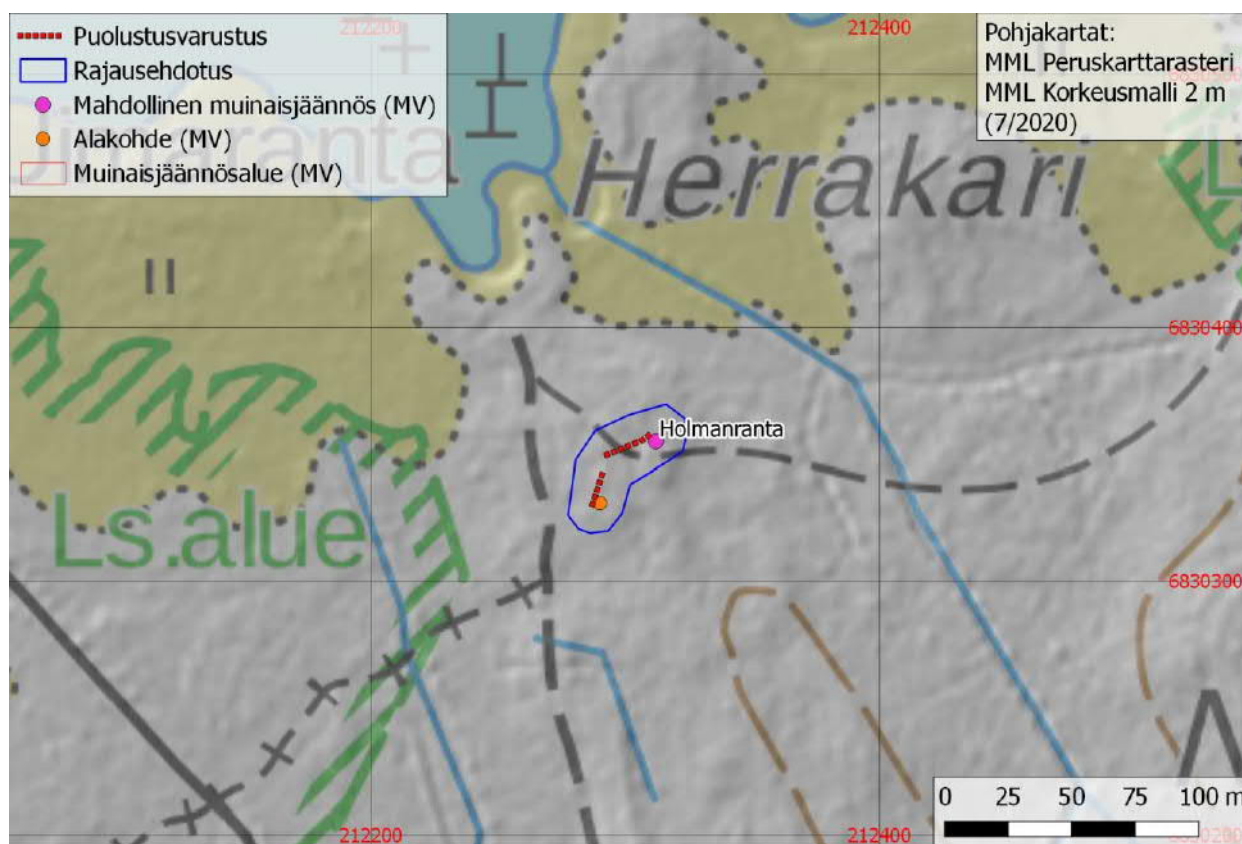 212200
212400
Puolustusvarustus
Rajausehdotus
Mahdollinen muinaisjäännös (MV)
Alakohde (MV)
Muinaisjäännösalue (MV)
Pohjakartat:
MML Peruskarttarasteri
MML Korkeusmalli 2 m
(7/2020)
Herrakari
6830400
Holmanranta
Ls.alue
6830300
0 25 50 75 100 m
212200
212400
6830200